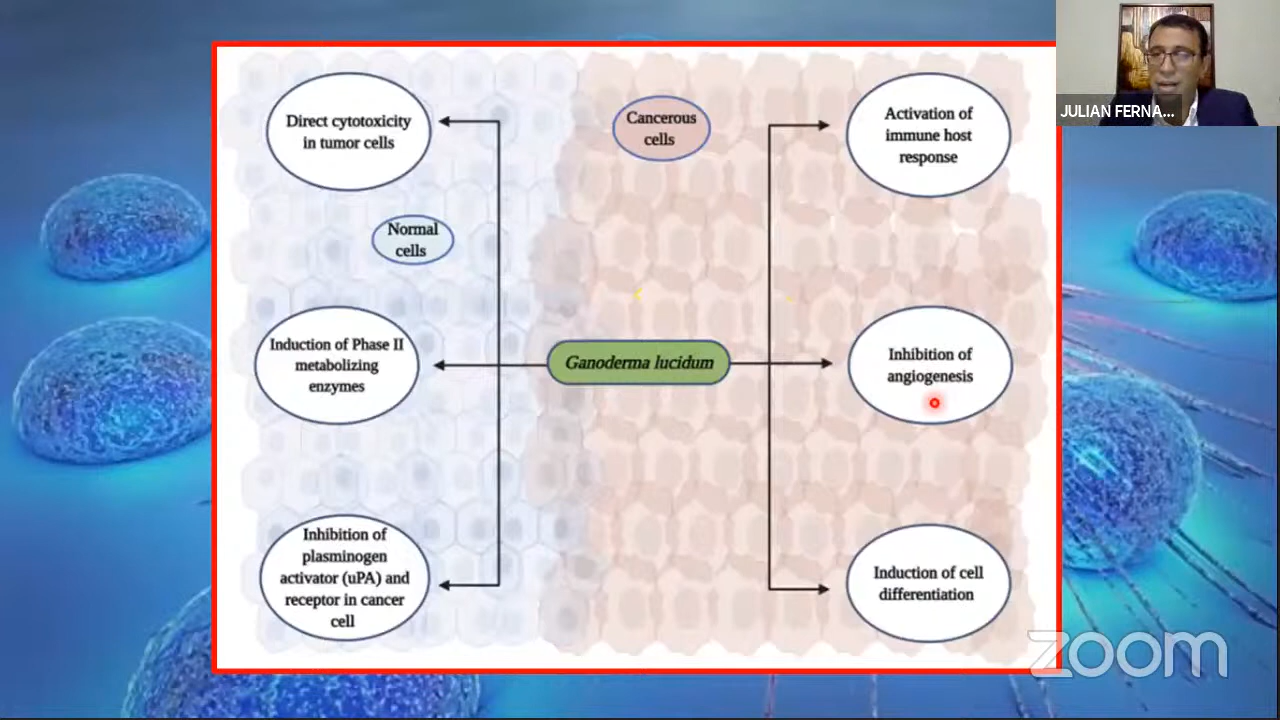 JULIAN FERNA...
Direct cytotoxicity
in tumor cells
Cancerous
cells
Activation of
immune host
response
Normal
cells
Induction of Phase II
metabolizing
enzymes
Ganoderma lucidum
Inhibition of
angiogenesis
Inhibition of
plasminogen
activator (uPA) and
receptor in cancer
cell
Induction of cell
differentiation
zoom